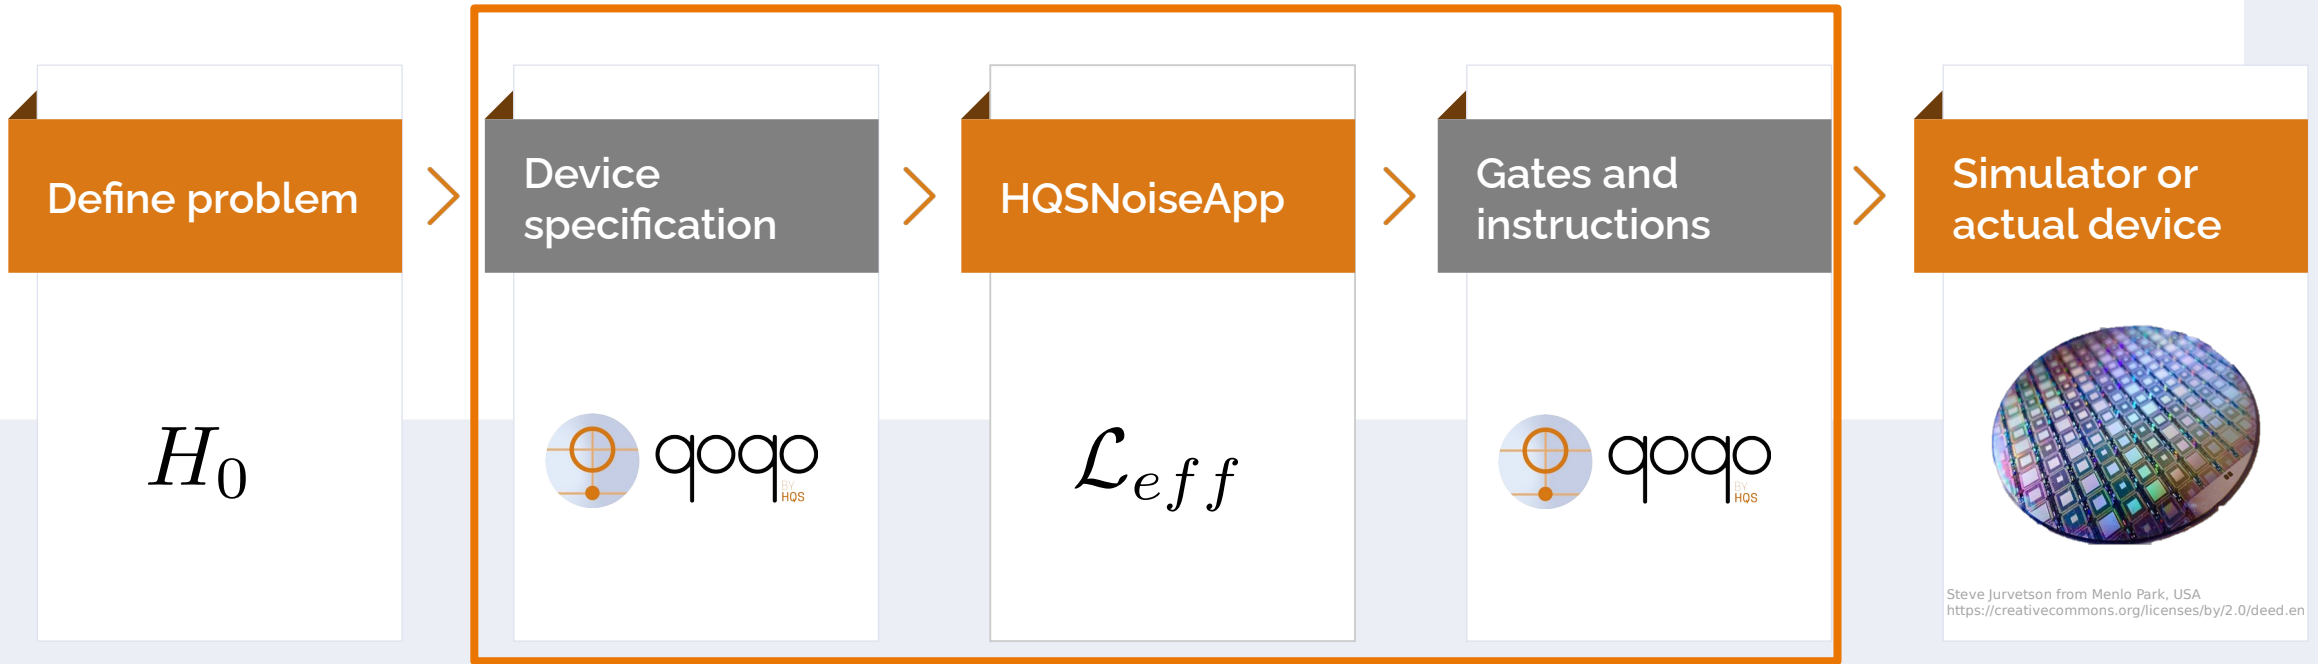 Define problem
Device
specification
HQSNoiseApp
Gates and
instructions
Simulator or
actual device
H₀
qoqo
BY
HQS
ℒ_eff
qoqo
BY
HQS
Steve Jurvetson from Menlo Park, USA
https://creativecommons.org/licenses/by/2.0/deed.en